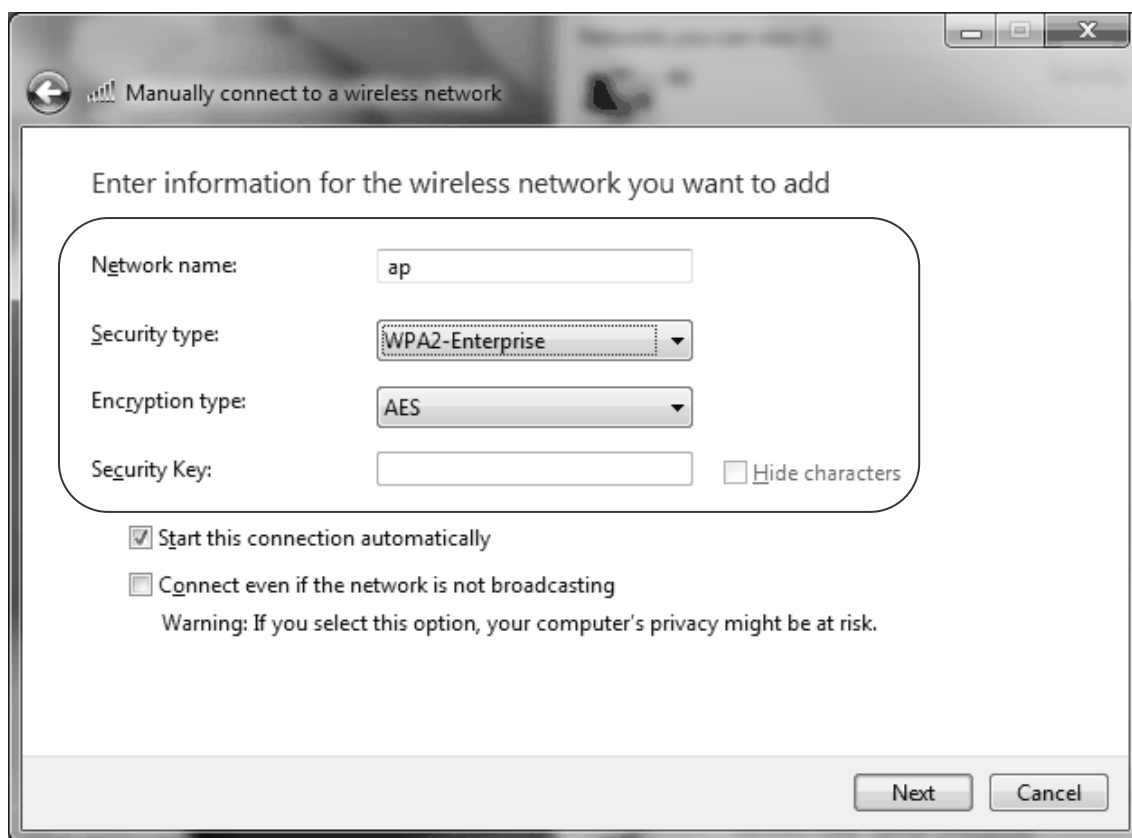 Manually connect to a wireless network
Enter information for the wireless network you want to add
Network name: ap
Security type: WPA2-Enterprise
Encryption type: AES
Security Key: Hide characters
Start this connection automatically
Connect even if the network is not broadcasting
Warning: If you select this option, your computer's privacy might be at risk.
Next Cancel